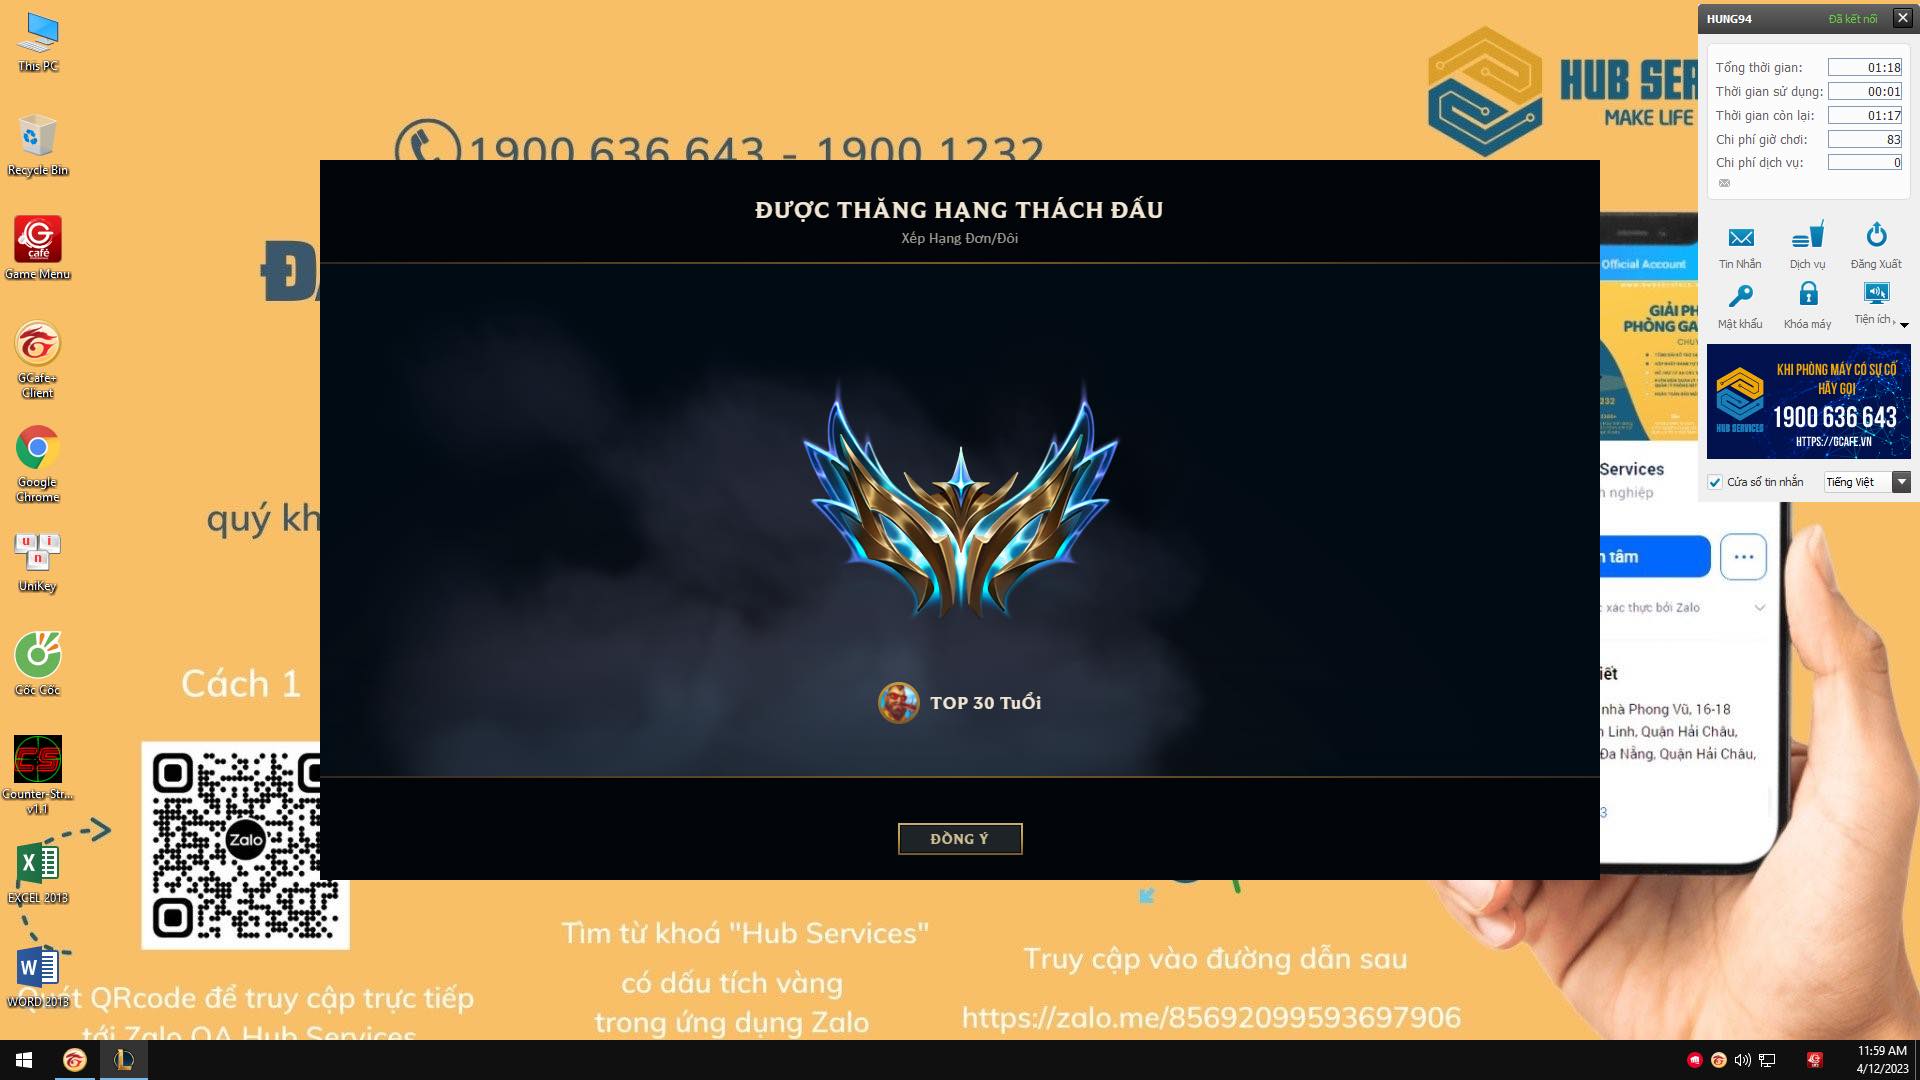 This PC
Recycle Bin
Game Menu
GCafe+
Client
Google
Chrome
UniKey
Cốc Cốc
Counter-Str...
v1.1
EXCEL 2013
WORD 2013
1900 636 643 - 1900 1232
HUB SER
MAKE LIFE
quý kh
Cách 1
Zalo
Quét QRcode để truy cập trực tiếp
tới Zalo OA Hub Services
Tìm từ khoá "Hub Services"
có dấu tích vàng
trong ứng dụng Zalo
Truy cập vào đường dẫn sau
https://zalo.me/85692099593697906
ĐƯỢC THĂNG HẠNG THÁCH ĐẤU
Xếp Hạng Đơn/Đôi
TOP 30 TuỔi
ĐỒNG Ý
HUNG94
Đã kết nối
Tổng thời gian: 01:18
Thời gian sử dụng: 00:01
Thời gian còn lại: 01:17
Chi phí giờ chơi: 83
Chi phí dịch vụ: 0
Tin Nhắn
Dịch vụ
Đăng Xuất
Mật khẩu
Khóa máy
Tiện ích
KHI PHÒNG MÁY CÓ SỰ CỐ
HÃY GỌI
1900 636 643
HTTPS://GCAFE.VN
HUB SERVICES
Cửa sổ tin nhắn
Tiếng Việt
Official Account
GIẢI PH
PHÒNG GA
Services
n nghiệp
n tâm
xác thực bởi Zalo
iết
nhà Phong Vũ, 16-18
n Linh, Quận Hải Châu,
Đa Nẵng, Quận Hải Châu,
11:59 AM
4/12/2023